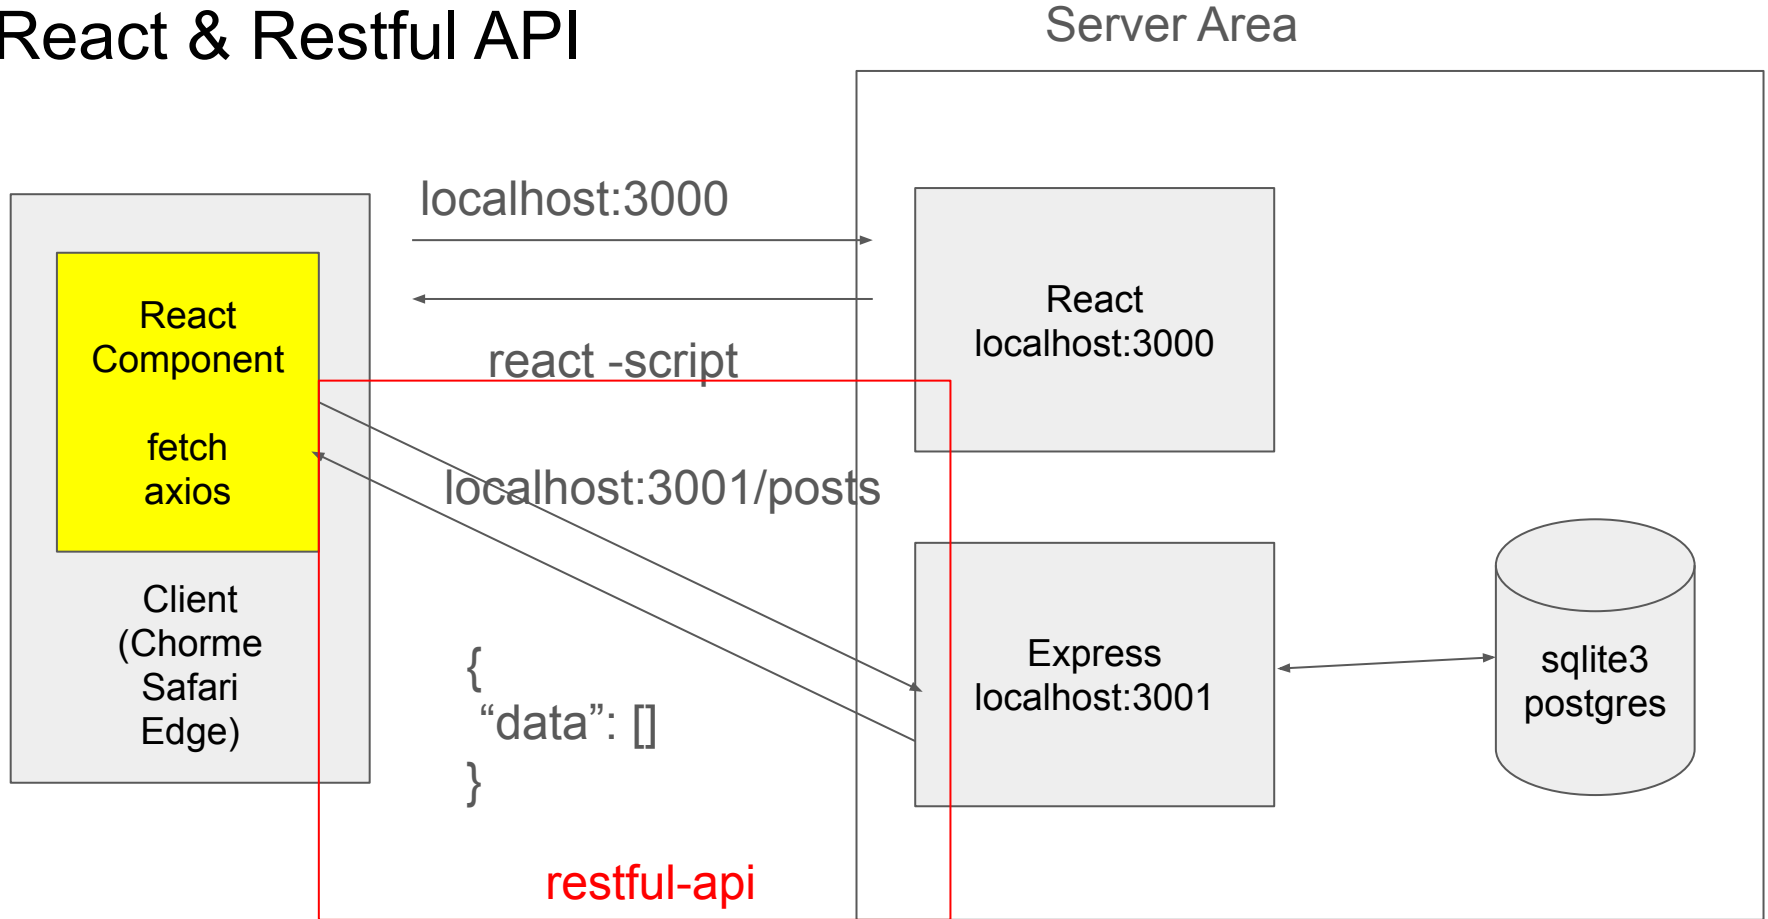 React & Restful API
Server Area
localhost:3000
react -script
React
Component
fetch
axios
Client
(Chorme
Safari
Edge)
localhost:3001/posts
{
“data”: []
}
restful-api
React
localhost:3000
Express
localhost:3001
sqlite3
postgres